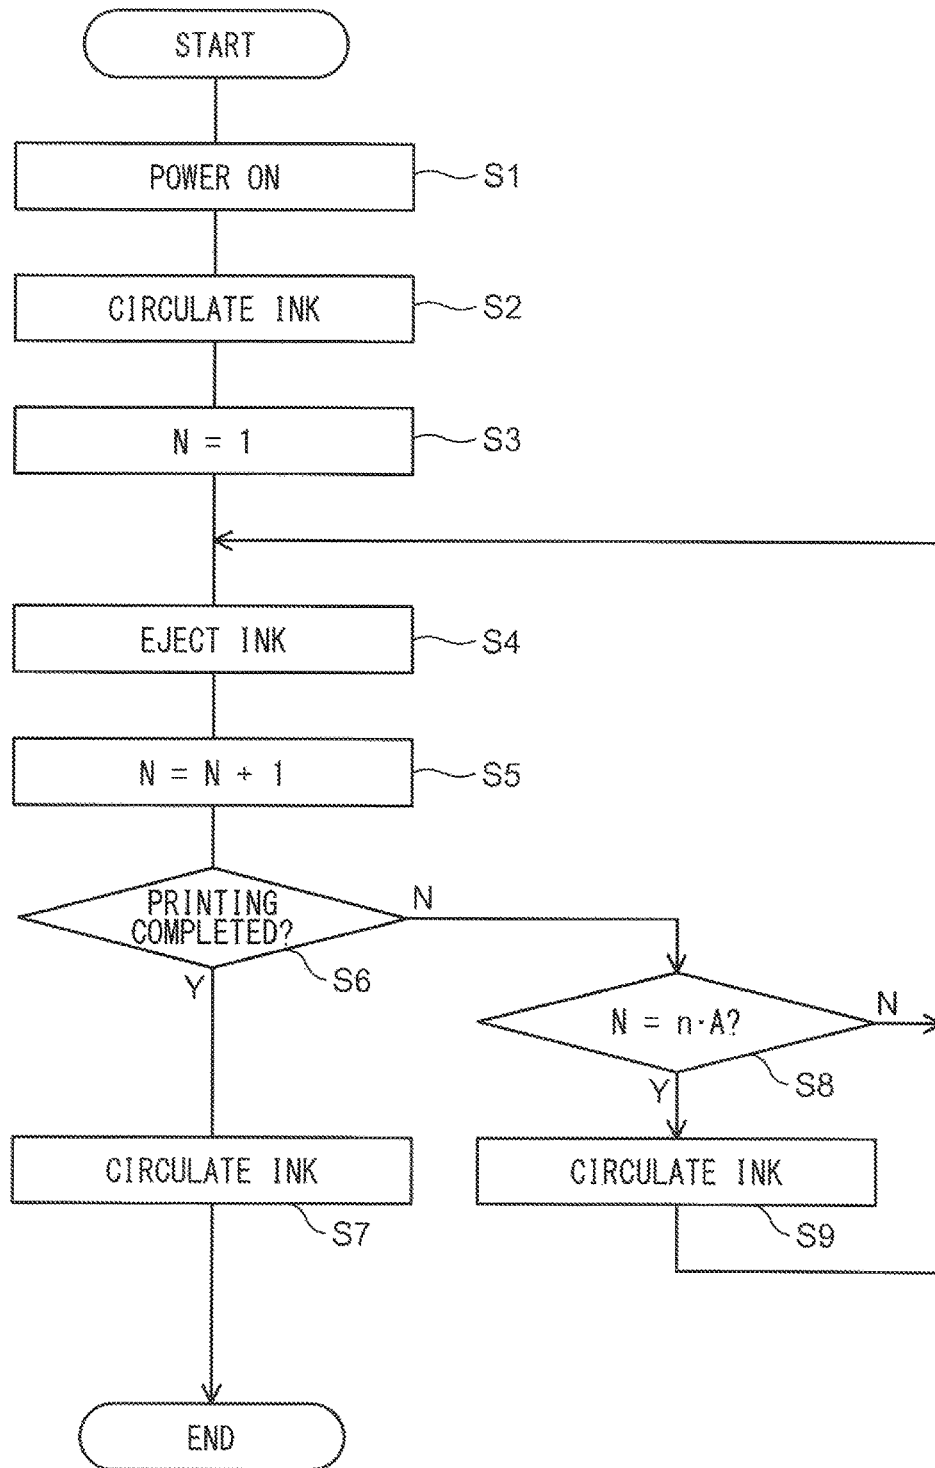 START
POWER ON
S1
CIRCULATE INK
S2
N = 1
S3
EJECT INK
S4
N = N + 1
S5
PRINTING
COMPLETED?
N
S6
Y
N = n·A?
N
S8
Y
CIRCULATE INK
S7
CIRCULATE INK
S9
END